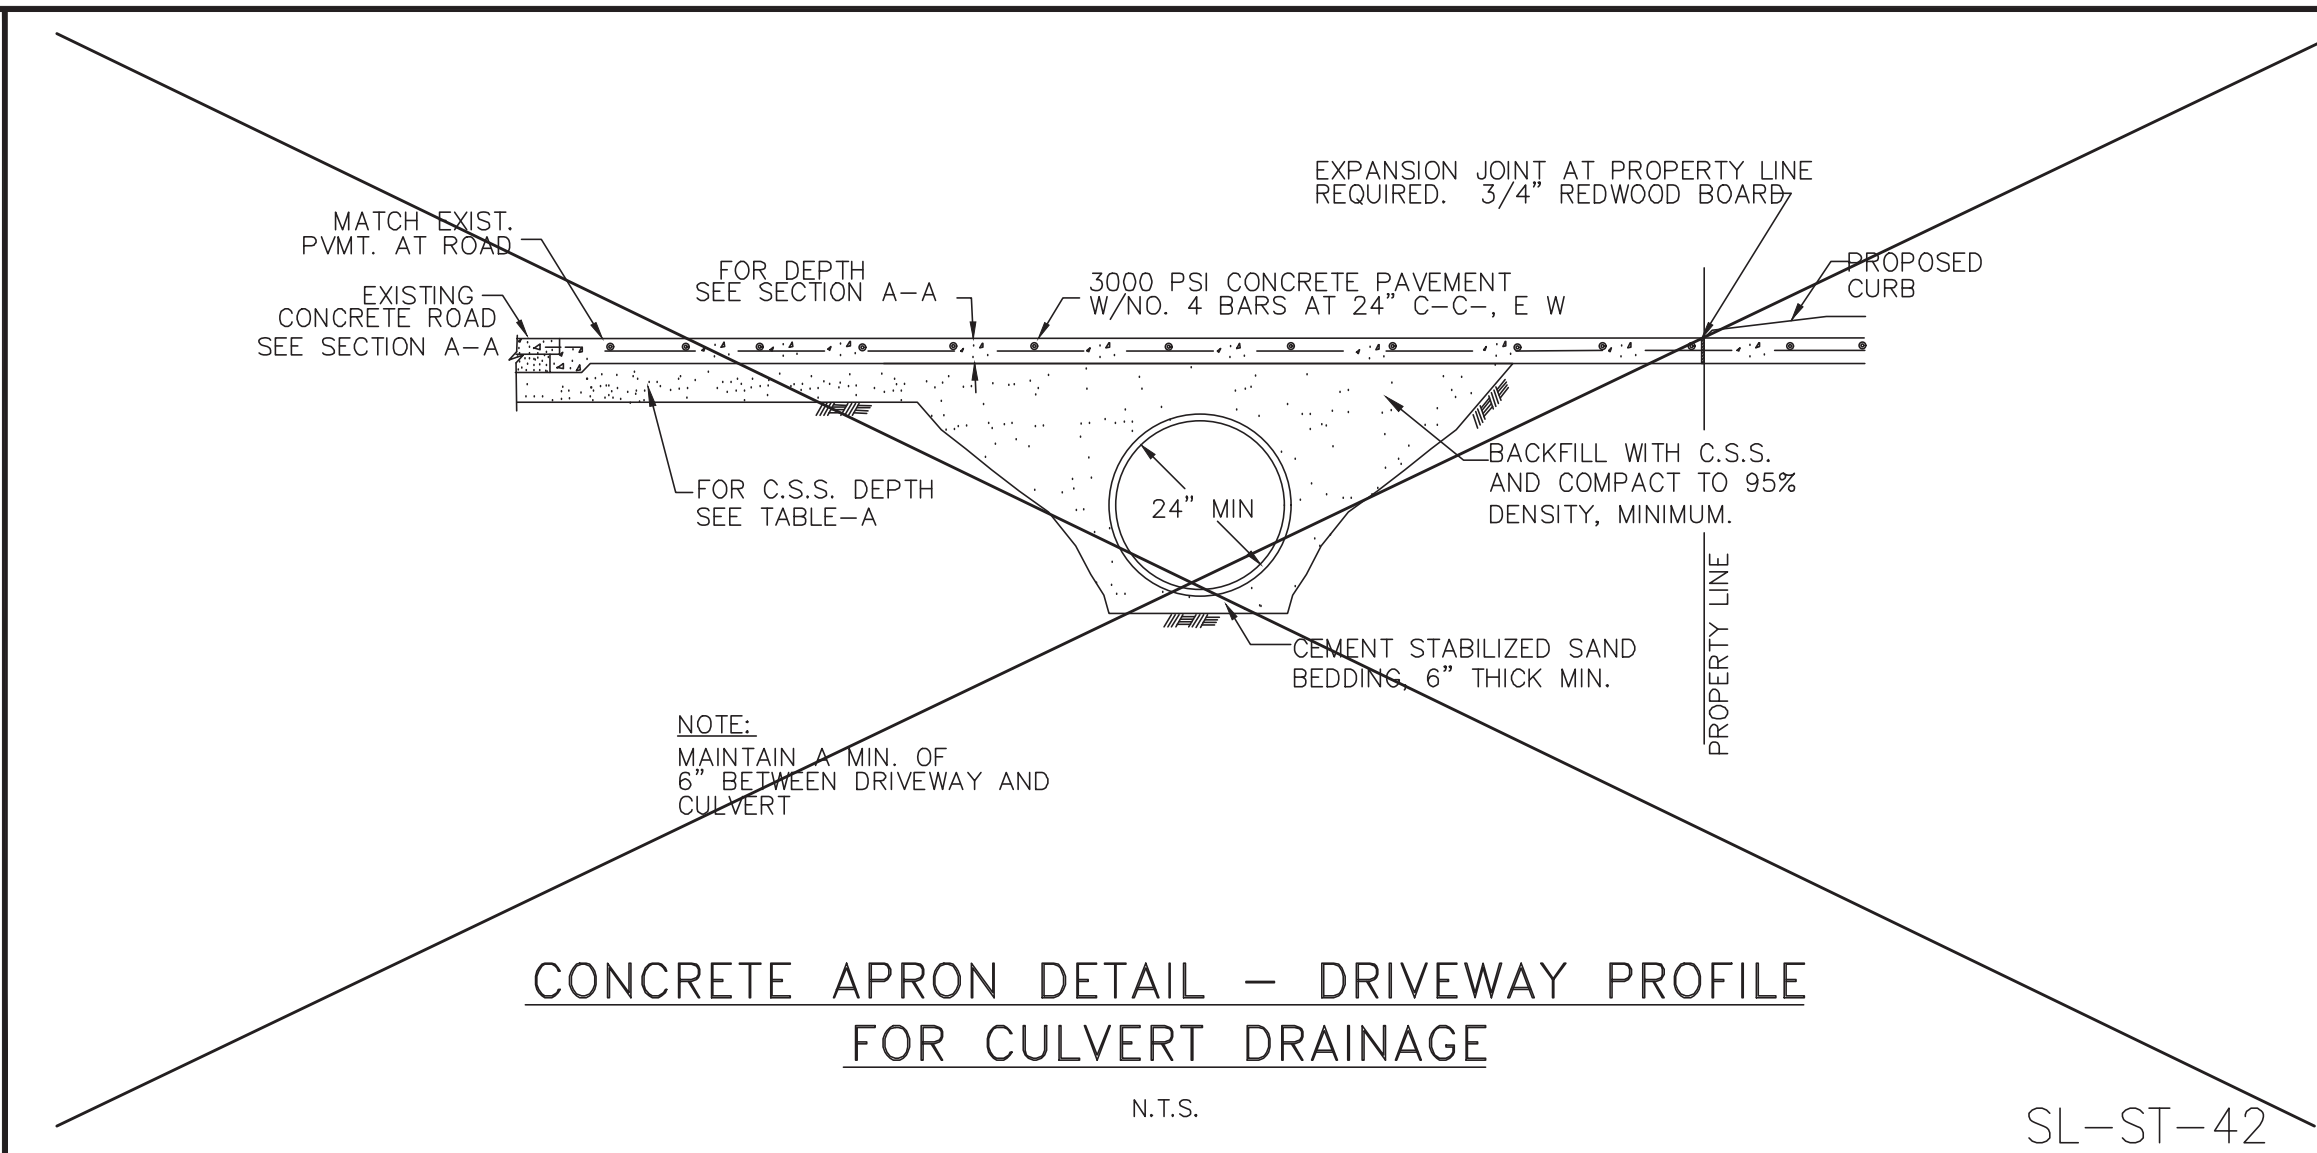 EXPANSION JOINT AT PROPERTY LINE
REQUIRED. 3/4" REDWOOD BOARD
MATCH EXIST.
PVMT. AT ROAD
FOR DEPTH
SEE SECTION A-A
3000 PSI CONCRETE PAVEMENT
W/NO. 4 BARS AT 24" C-C-, E W
PROPOSED
CURB
EXISTING
CONCRETE ROAD
SEE SECTION A-A
BACKFILL WITH C.S.S.
AND COMPACT TO 95%
DENSITY, MINIMUM.
FOR C.S.S. DEPTH
SEE TABLE-A
24" MIN
PROPERTY LINE
CEMENT STABILIZED SAND
BEDDING, 6" THICK MIN.
NOTE:
MAINTAIN A MIN. OF
6" BETWEEN DRIVEWAY AND
CULVERT
CONCRETE APRON DETAIL - DRIVEWAY PROFILE
FOR CULVERT DRAINAGE
N.T.S.
SL-ST-42